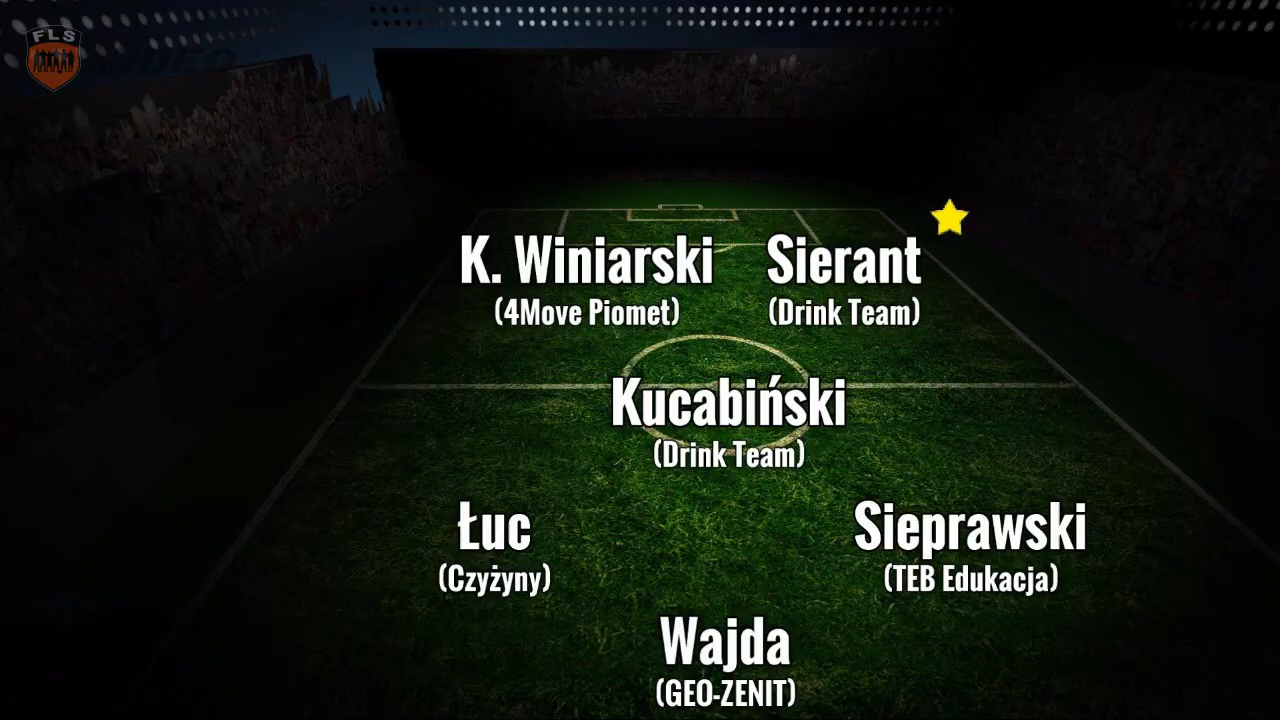 FLS
K. Winiarski
(4Move Piomet)
Sierant
(Drink Team)
Kucabiński
(Drink Team)
Łuc
(Czyżyny)
Sieprawski
(TEB Edukacja)
Wajda
(GEO-ZENIT)